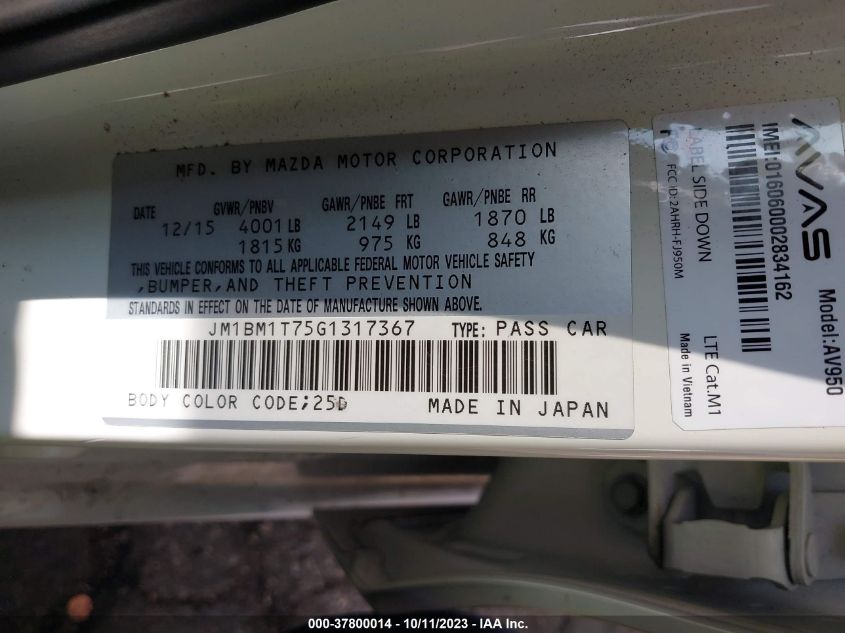 MFD. BY MAZDA MOTOR CORPORATION
DATE GVWR/PNBV GAWR/PNBE FRT GAWR/PNBE RR
12/15 4001 LB 2149 LB 1870 LB
1815 KG 975 KG 848 KG
THIS VEHICLE CONFORMS TO ALL APPLICABLE FEDERAL MOTOR VEHICLE SAFETY
,BUMPER,AND THEFT PREVENTION
STANDARDS IN EFFECT ON THE DATE OF MANUFACTURE SHOWN ABOVE.
JM1BM1T75G1317367 TYPE: PASS CAR
BODY COLOR CODE;25D MADE IN JAPAN
AVAS
Model:AV950
IMEI:016060002834162
LABEL SIDE DOWN
LTE Cat.M1
FC FCC ID: 2AHRH-FJ950M
Made in Vietnam
000-37800014 - 10/11/2023 - IAA Inc.